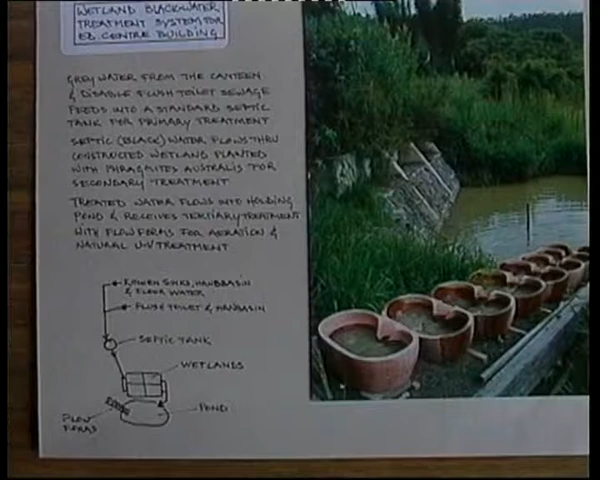 WETLAND BLACKWATER
TREATMENT SYSTEM FOR
ED. CENTRE BUILDING
GREY WATER FROM THE CANTEEN
& DISABLE FLUSH TOILET SEWAGE
FEEDS INTO A STANDARD SEPTIC
TANK FOR PRIMARY TREATMENT
SEPTIC (BLACK) WATER FLOWS THRU
CONSTRUCTED WETLAND PLANTED
WITH PHRAGMITES AUSTRALIS FOR
SECONDARY TREATMENT
TREATED WATER FLOWS INTO HOLDING
POND & RECEIVES TERTIARY TREATMENT
WITH FLOW FORMS FOR AERATION &
NATURAL U-V TREATMENT
KITCHEN SINKS, HANDBASIN
& FLOOR WATER
FLUSH TOILET & HANDBASIN
SEPTIC TANK
WETLANDS
POND
FLOW
FORMS